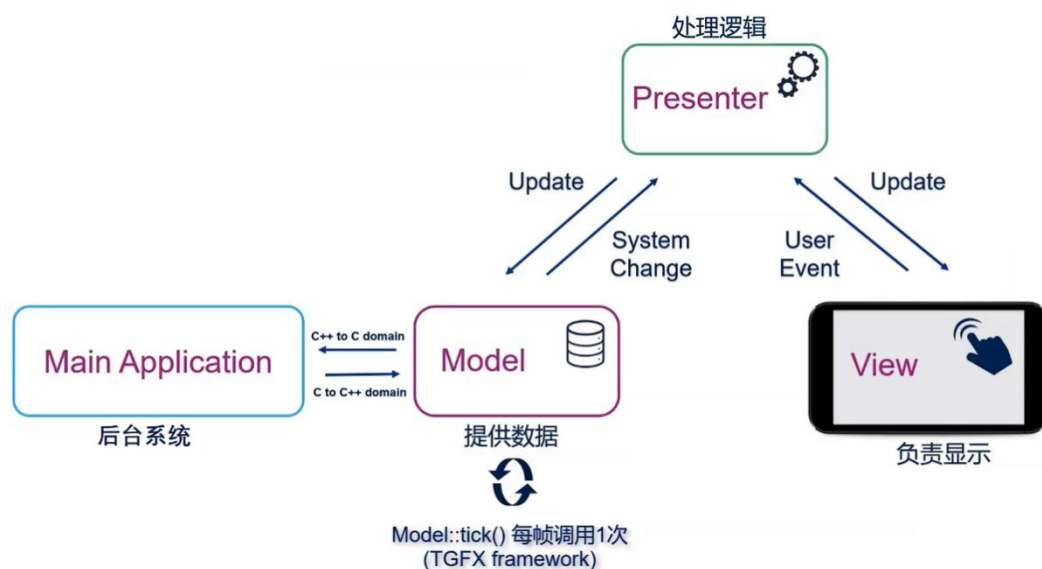 处理逻辑
Presenter
Update
Update
System
Change
User
Event
C++ to C domain
Main Application
Model
View
C to C++ domain
后台系统
提供数据
负责显示
Model::tick() 每帧调用1次
(TGFX framework)